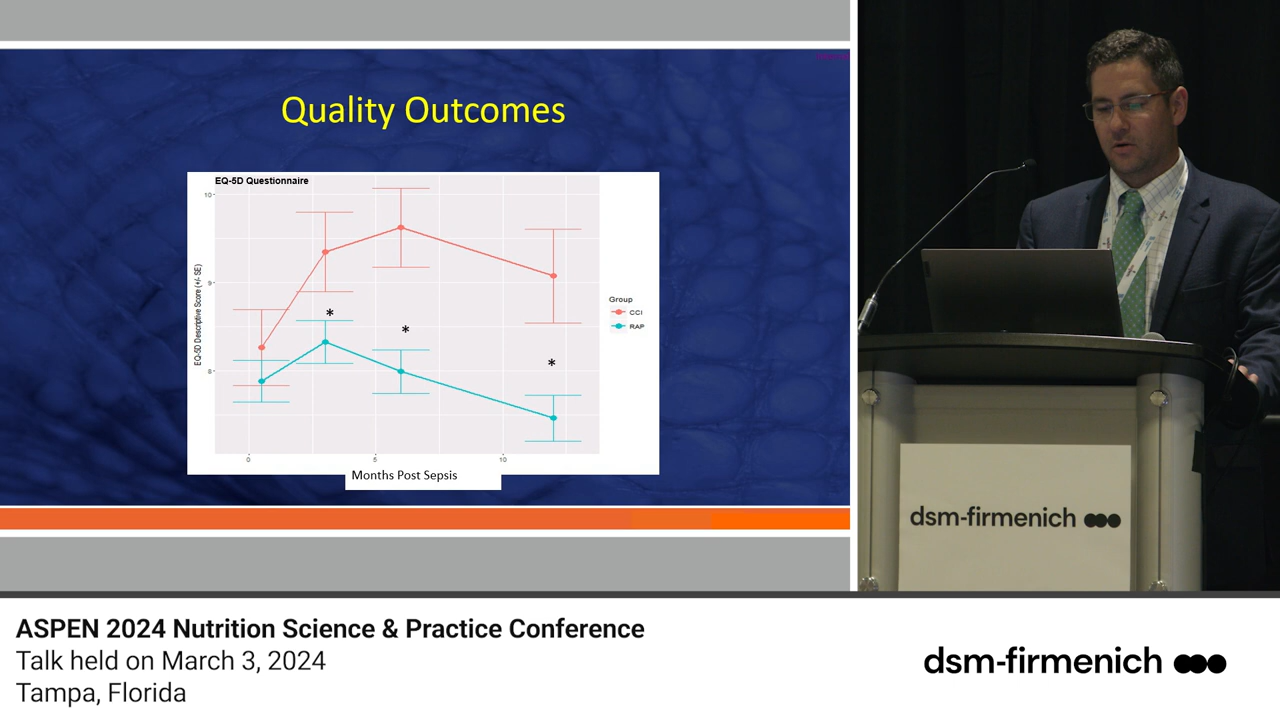 Quality Outcomes
EQ-5D Questionnaire
10
9
8
EQ-5D Descriptive Score (+/- SE)
*
*
*
Group
CCI
RAP
0
5
10
Months Post Sepsis
dsm-firmenich
ASPEN 2024 Nutrition Science & Practice Conference
Talk held on March 3, 2024
Tampa, Florida
dsm-firmenich